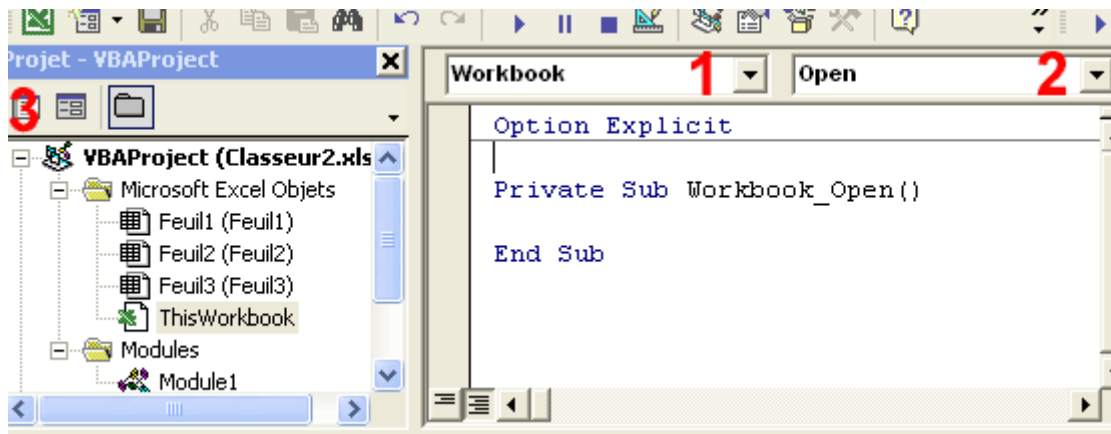 Projet - VBAProject
3
VBAProject (Classeur2.xls
Microsoft Excel Objets
Feuil1 (Feuil1)
Feuil2 (Feuil2)
Feuil3 (Feuil3)
ThisWorkbook
Modules
Module1
Workbook 1
Open 2
Option Explicit
Private Sub Workbook_Open()
End Sub